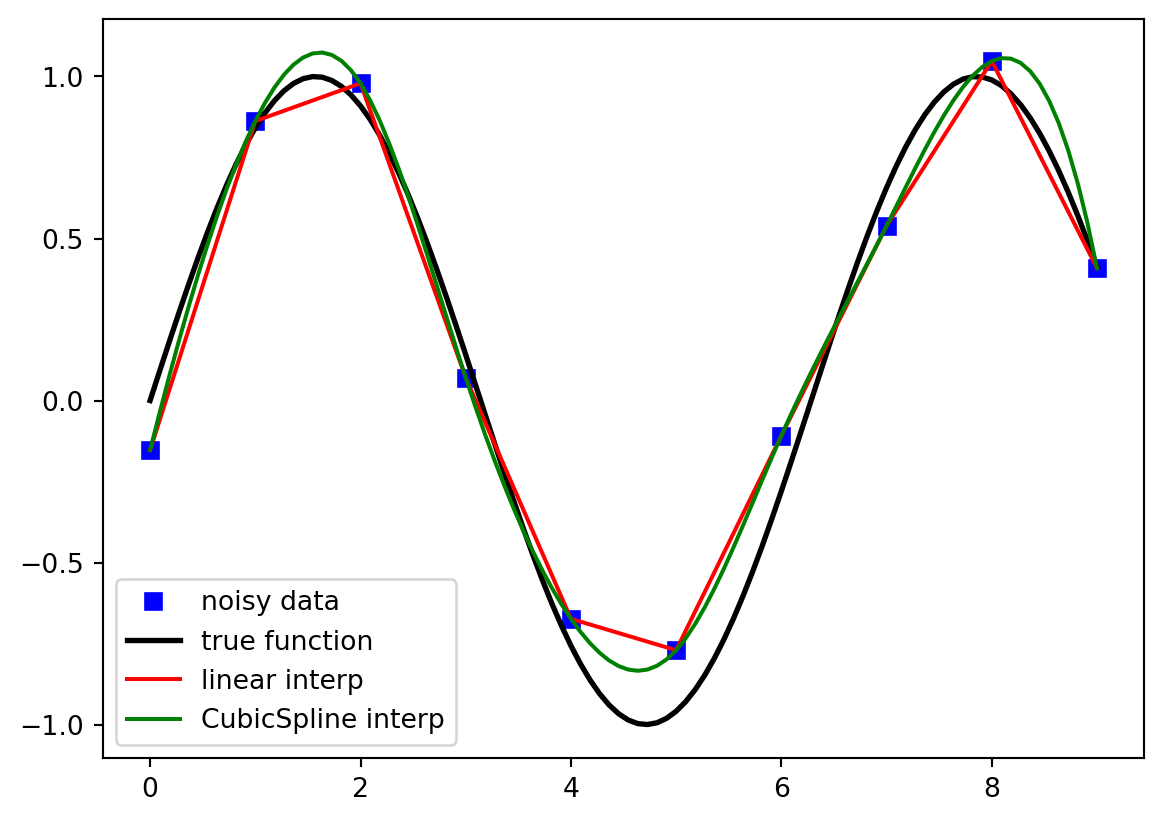 1.0
0.5
0.0
−0.5
−1.0
noisy data
true function
linear interp
CubicSpline interp
0 2 4 6 8